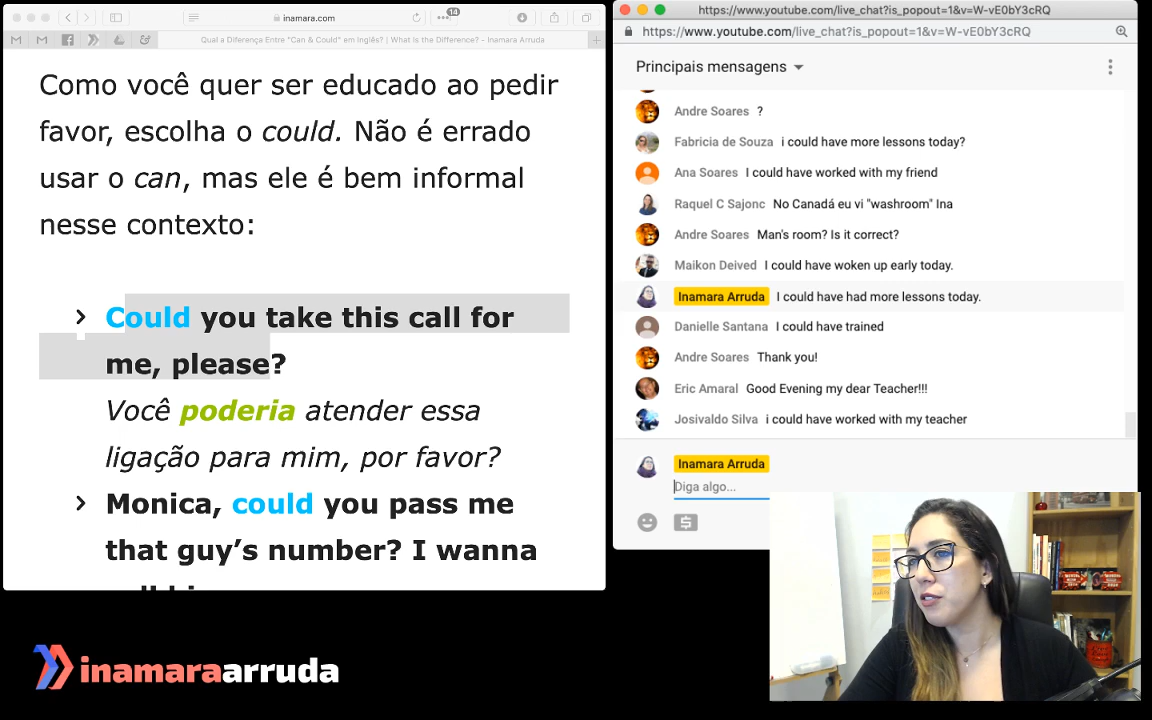 inamara.com
14
Qual a Diferença Entre "Can & Could" em Inglês? | What Is the Difference? – Inamara Arruda
Como você quer ser educado ao pedir
favor, escolha o could. Não é errado
usar o can, mas ele é bem informal
nesse contexto:
Could you take this call for
me, please?
Você poderia atender essa
ligação para mim, por favor?
Monica, could you pass me
that guy's number? I wanna
inamaraarruda
https://www.youtube.com/live_chat?is_popout=1&v=W-vE0bY3cRQ
https://www.youtube.com/live_chat?is_popout=1&v=W-vE0bY3cRQ
Principais mensagens
Andre Soares ?
Fabricia de Souza i could have more lessons today?
Ana Soares I could have worked with my friend
Raquel C Sajonc No Canadá eu vi "washroom" Ina
Andre Soares Man's room? Is it correct?
Maikon Deived I could have woken up early today.
Inamara Arruda I could have had more lessons today.
Danielle Santana I could have trained
Andre Soares Thank you!
Eric Amaral Good Evening my dear Teacher!!!
Josivaldo Silva i could have worked with my teacher
Inamara Arruda
Diga algo...